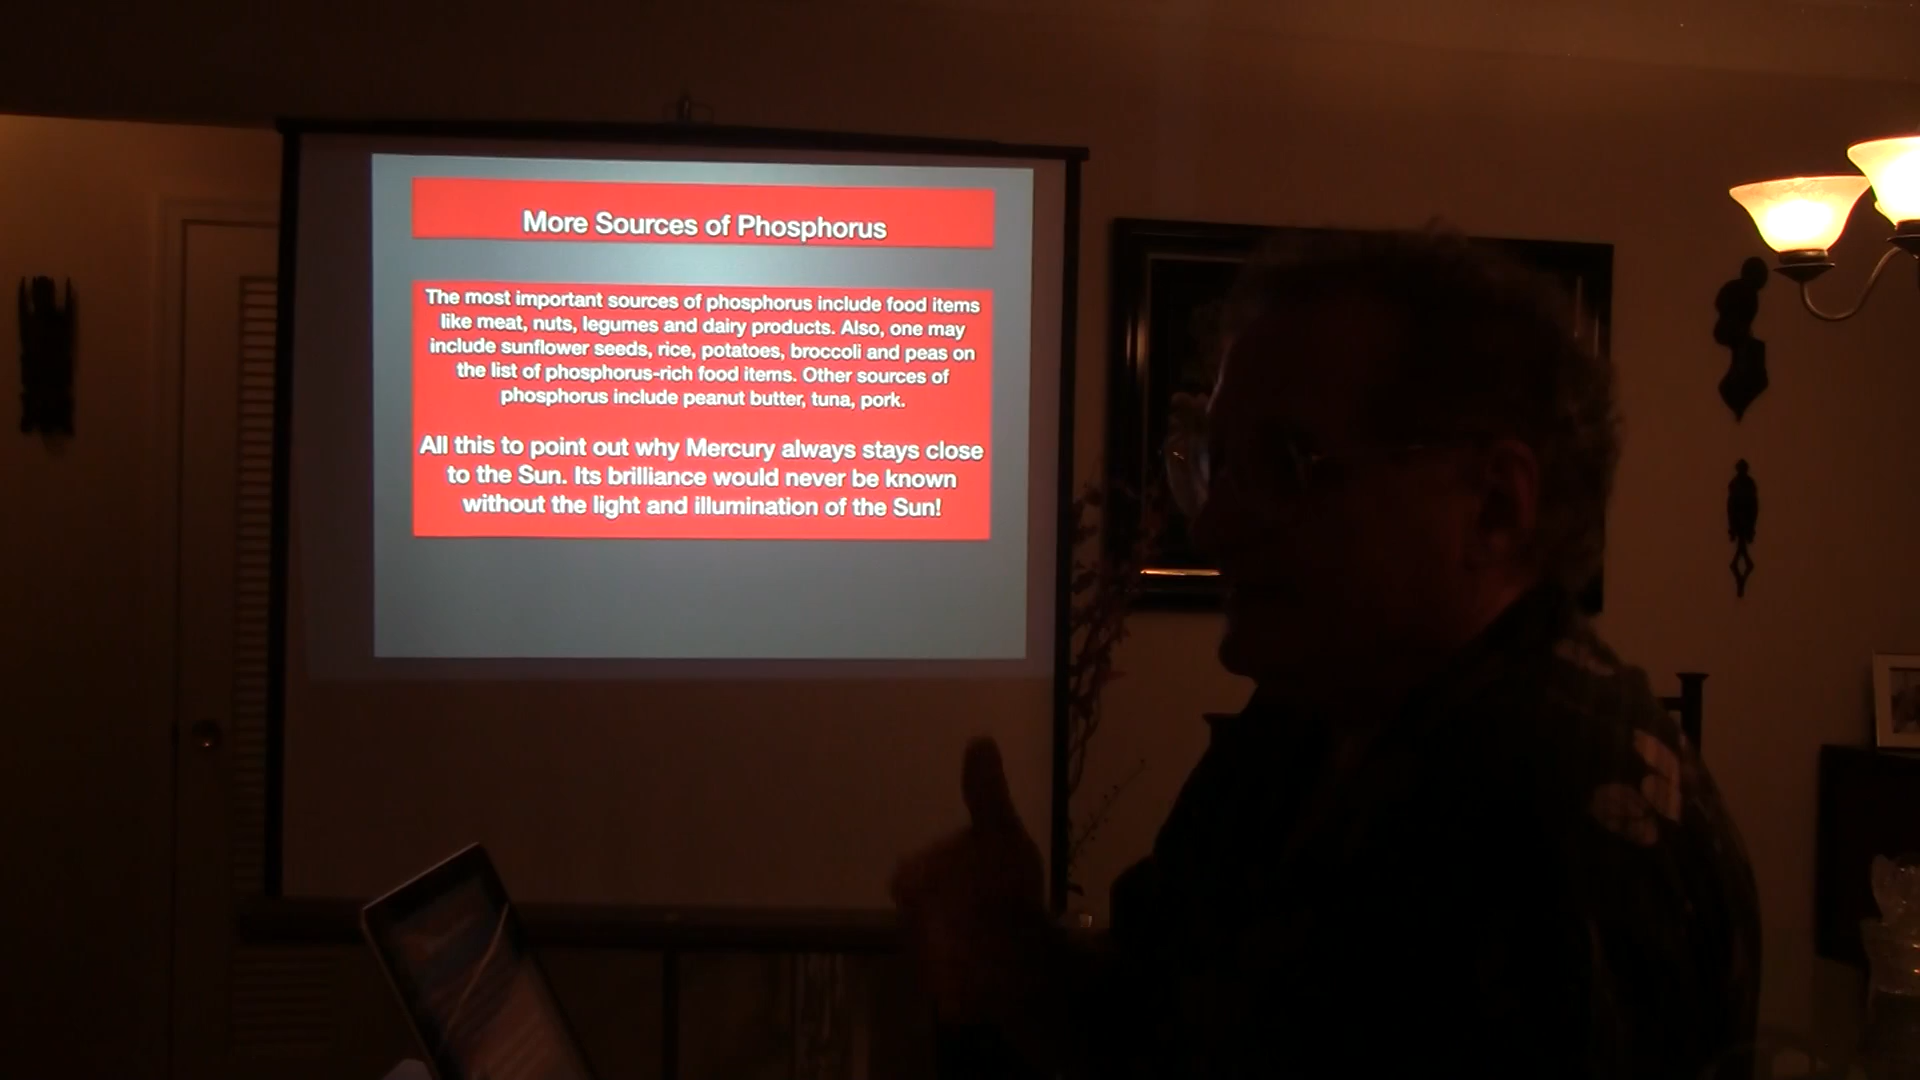 More Sources of Phosphorus
The most important sources of phosphorus include food items
like meat, nuts, legumes and dairy products. Also, one may
include sunflower seeds, rice, potatoes, broccoli and peas on
the list of phosphorus-rich food items. Other sources of
phosphorus include peanut butter, tuna, pork.
All this to point out why Mercury always stays close
to the Sun. Its brilliance would never be known
without the light and illumination of the Sun!